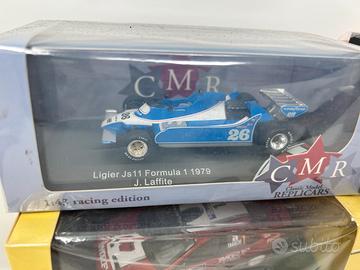 CMR
26
Ligier Js11 Formula 1 1979
J. Laffite
CMR
Classic Model
REPLICARS
1:43 racing edition
subito